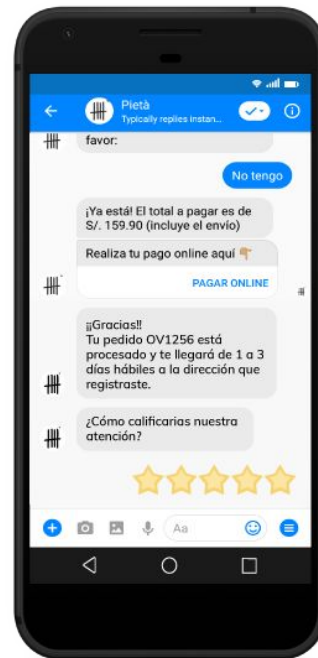 Pietà
Typically replies instan...
favor:
No tengo
¡Ya está! El total a pagar es de
S/. 159.90 (incluye el envío)
Realiza tu pago online aquí
PAGAR ONLINE
¡¡Gracias!!
Tu pedido OV1256 está
procesado y te llegará de 1 a 3
días hábiles a la dirección que
registraste.
¿Cómo calificarias nuestra
atención?
Aa